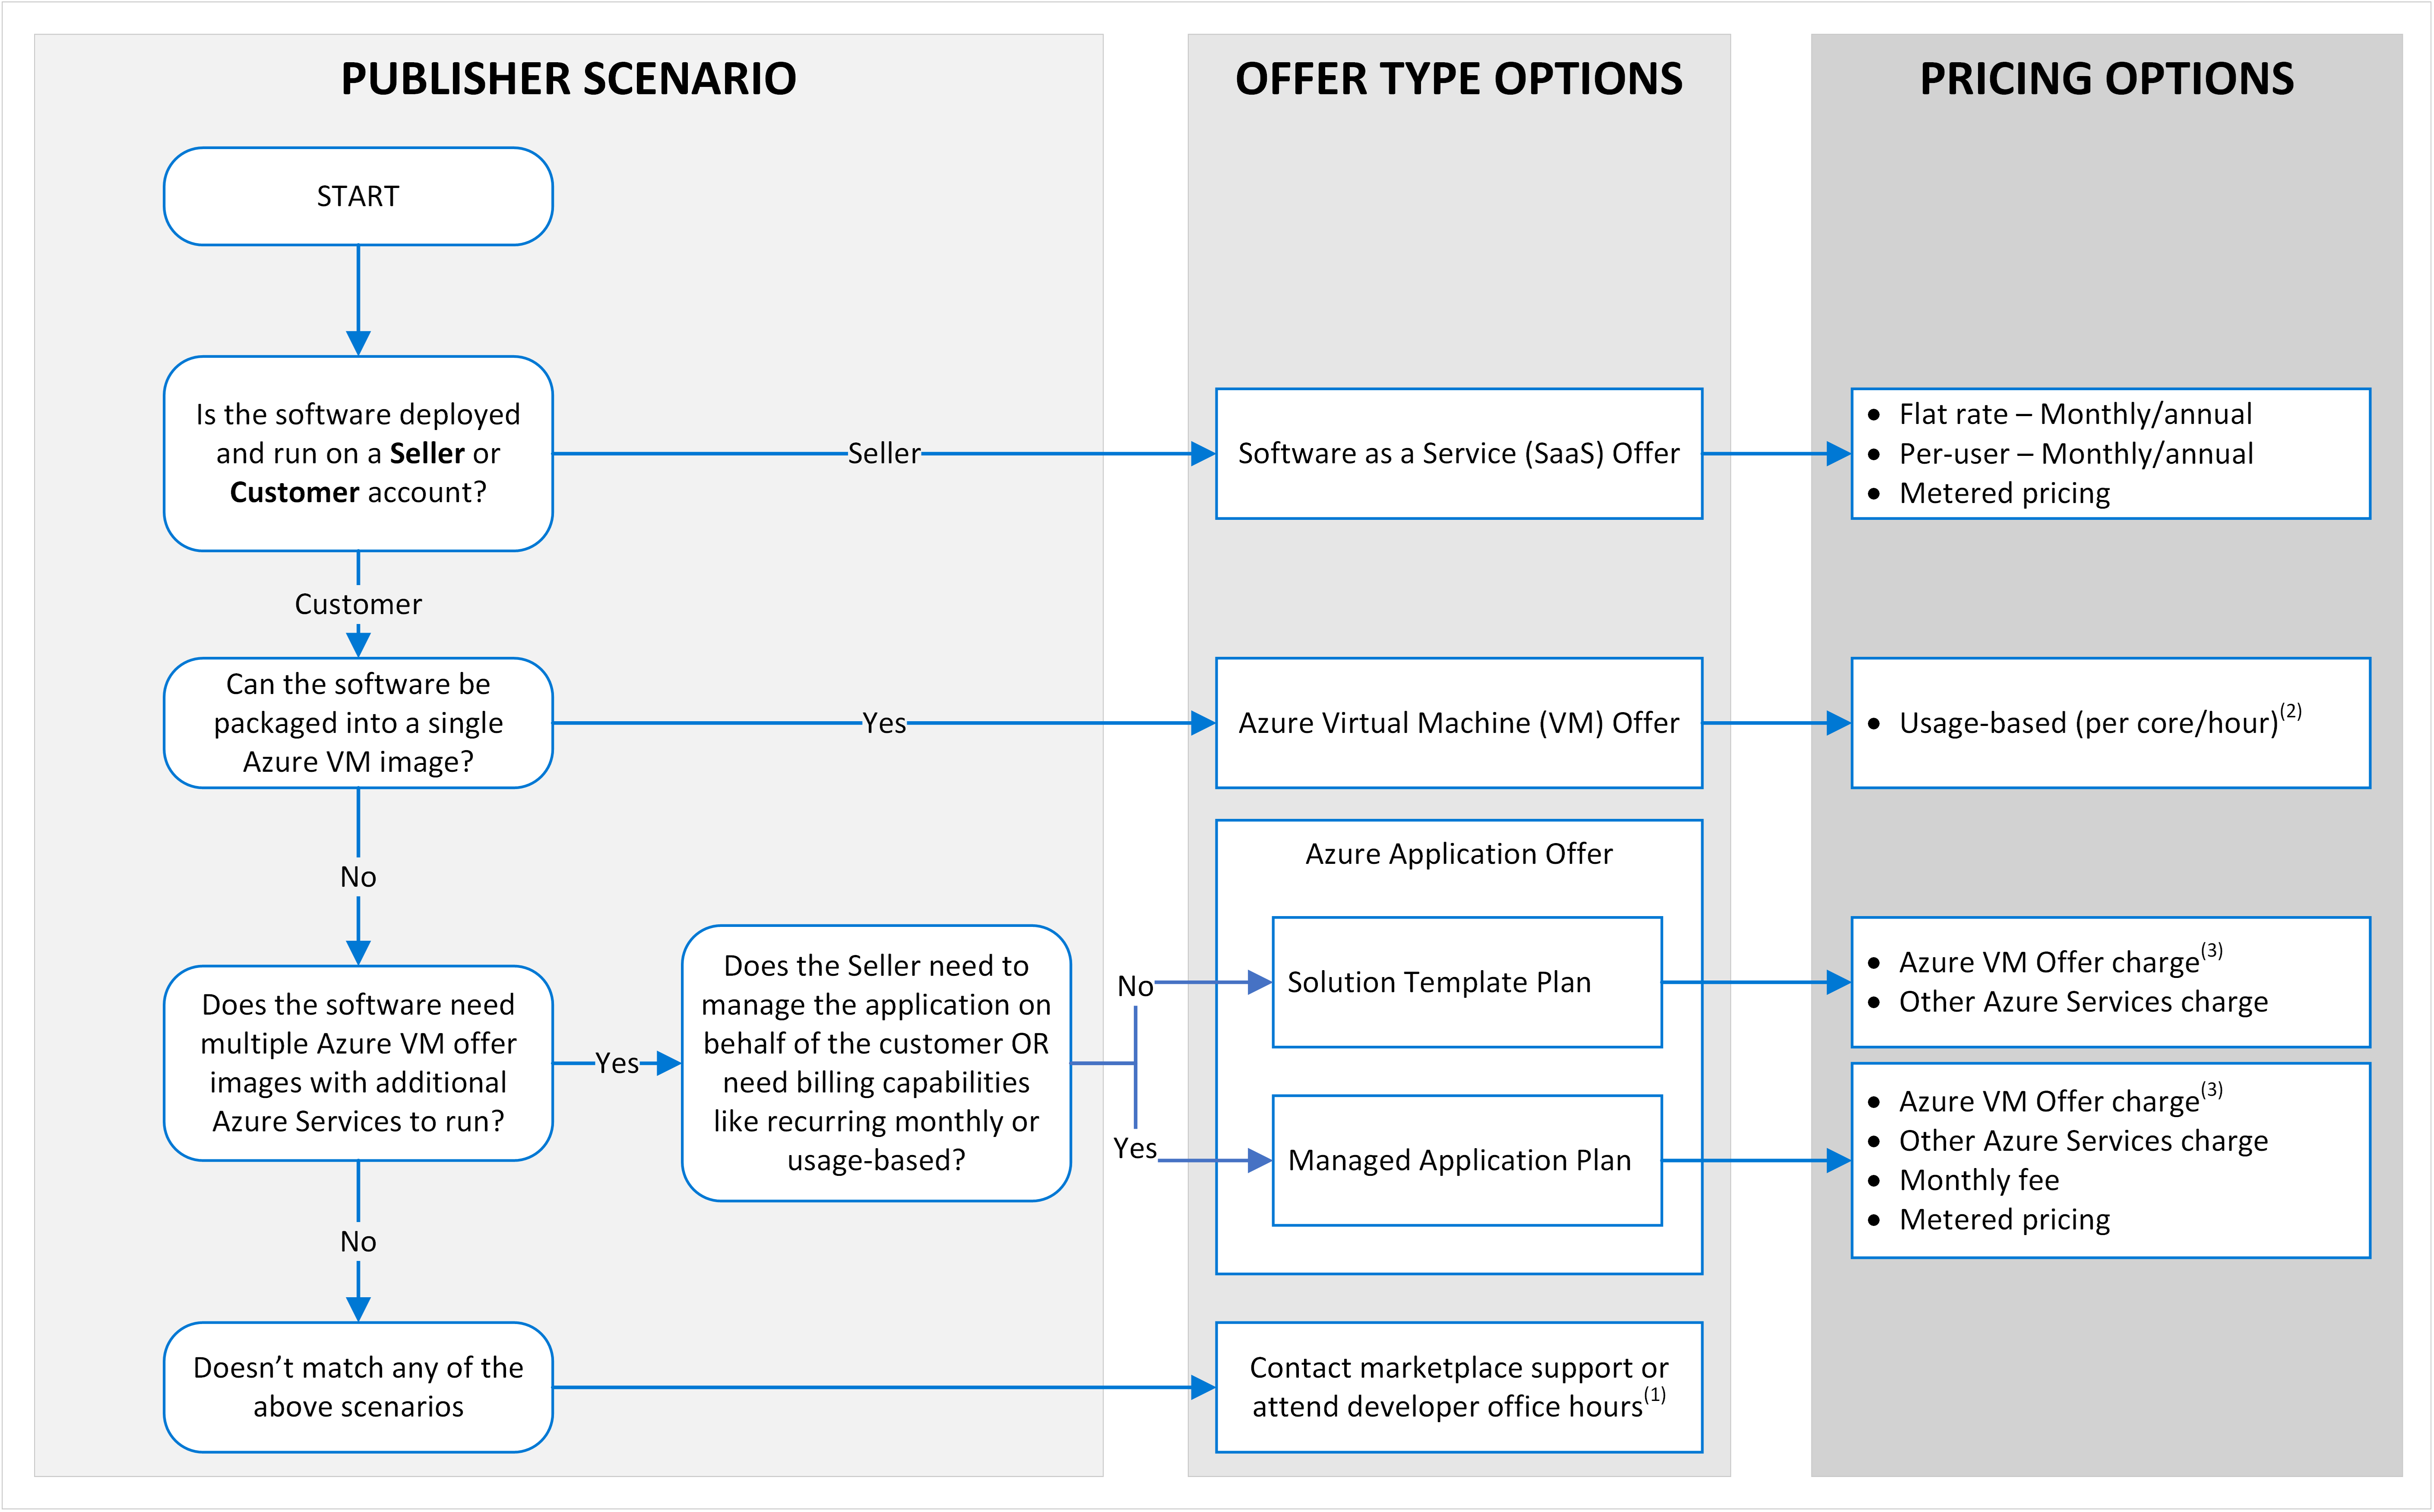 PUBLISHER SCENARIO
OFFER TYPE OPTIONS
PRICING OPTIONS
START
Is the software deployed
and run on a Seller or
Customer account?
Seller
Software as a Service (SaaS) Offer
• Flat rate – Monthly/annual
• Per-user – Monthly/annual
• Metered pricing
Customer
Can the software be
packaged into a single
Azure VM image?
Yes
Azure Virtual Machine (VM) Offer
• Usage-based (per core/hour)(2)
No
Azure Application Offer
Does the software need
multiple Azure VM offer
images with additional
Azure Services to run?
Yes
Does the Seller need to
manage the application on
behalf of the customer OR
need billing capabilities
like recurring monthly or
usage-based?
No
Solution Template Plan
• Azure VM Offer charge(3)
• Other Azure Services charge
Yes
Managed Application Plan
• Azure VM Offer charge(3)
• Other Azure Services charge
• Monthly fee
• Metered pricing
No
Doesn’t match any of the
above scenarios
Contact marketplace support or
attend developer office hours(1)